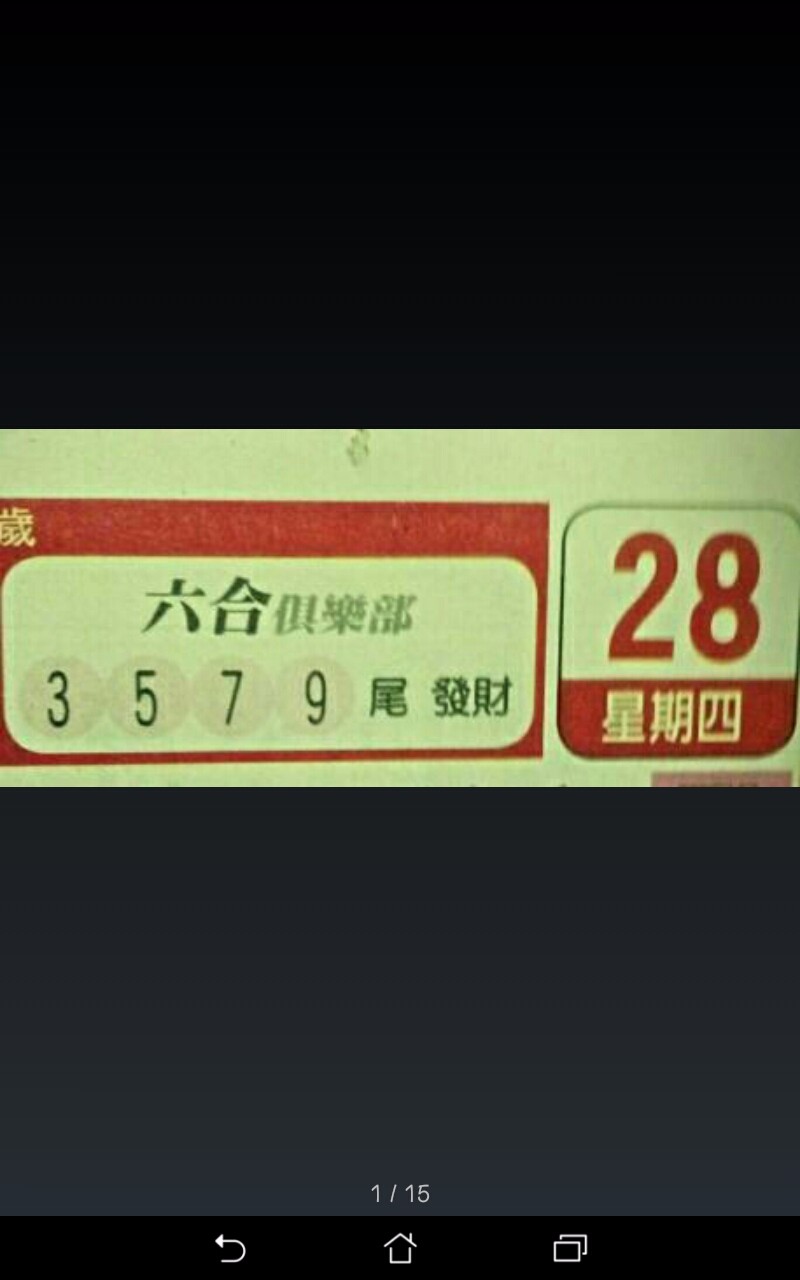 歲
六合俱樂部
3 5 7 9 尾 發財
28
星期四
1 / 15